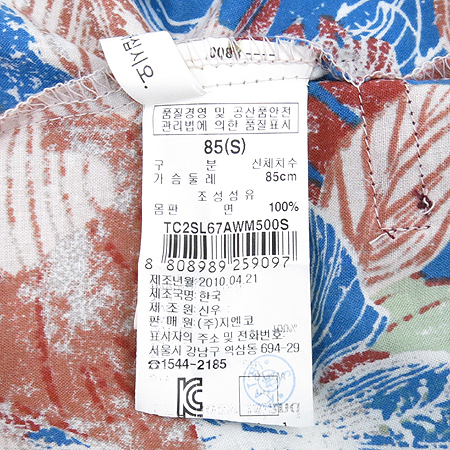 십시오.
품질경영 및 공산품안전
관리법에 의한 품질표시
85(S)
구 분 신체치수
가슴둘레 85cm
조성섬유
몸판 면 100%
TC2SL67AWM500S
8 808989 259097
제조년월 : 2010.04.21
제조국명 : 한국
제 조 원 : 신우
판 매 원 : (주)지엔코
표시자의 주소 및 전화번호
서울시 강남구 역삼동 694-29
☎1544-2185